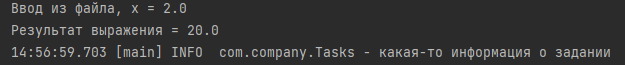 Ввод из файла, x = 2.0
Результат выражения = 20.0
14:56:59.703 [main] INFO  com.company.Tasks - какая-то информация о задании